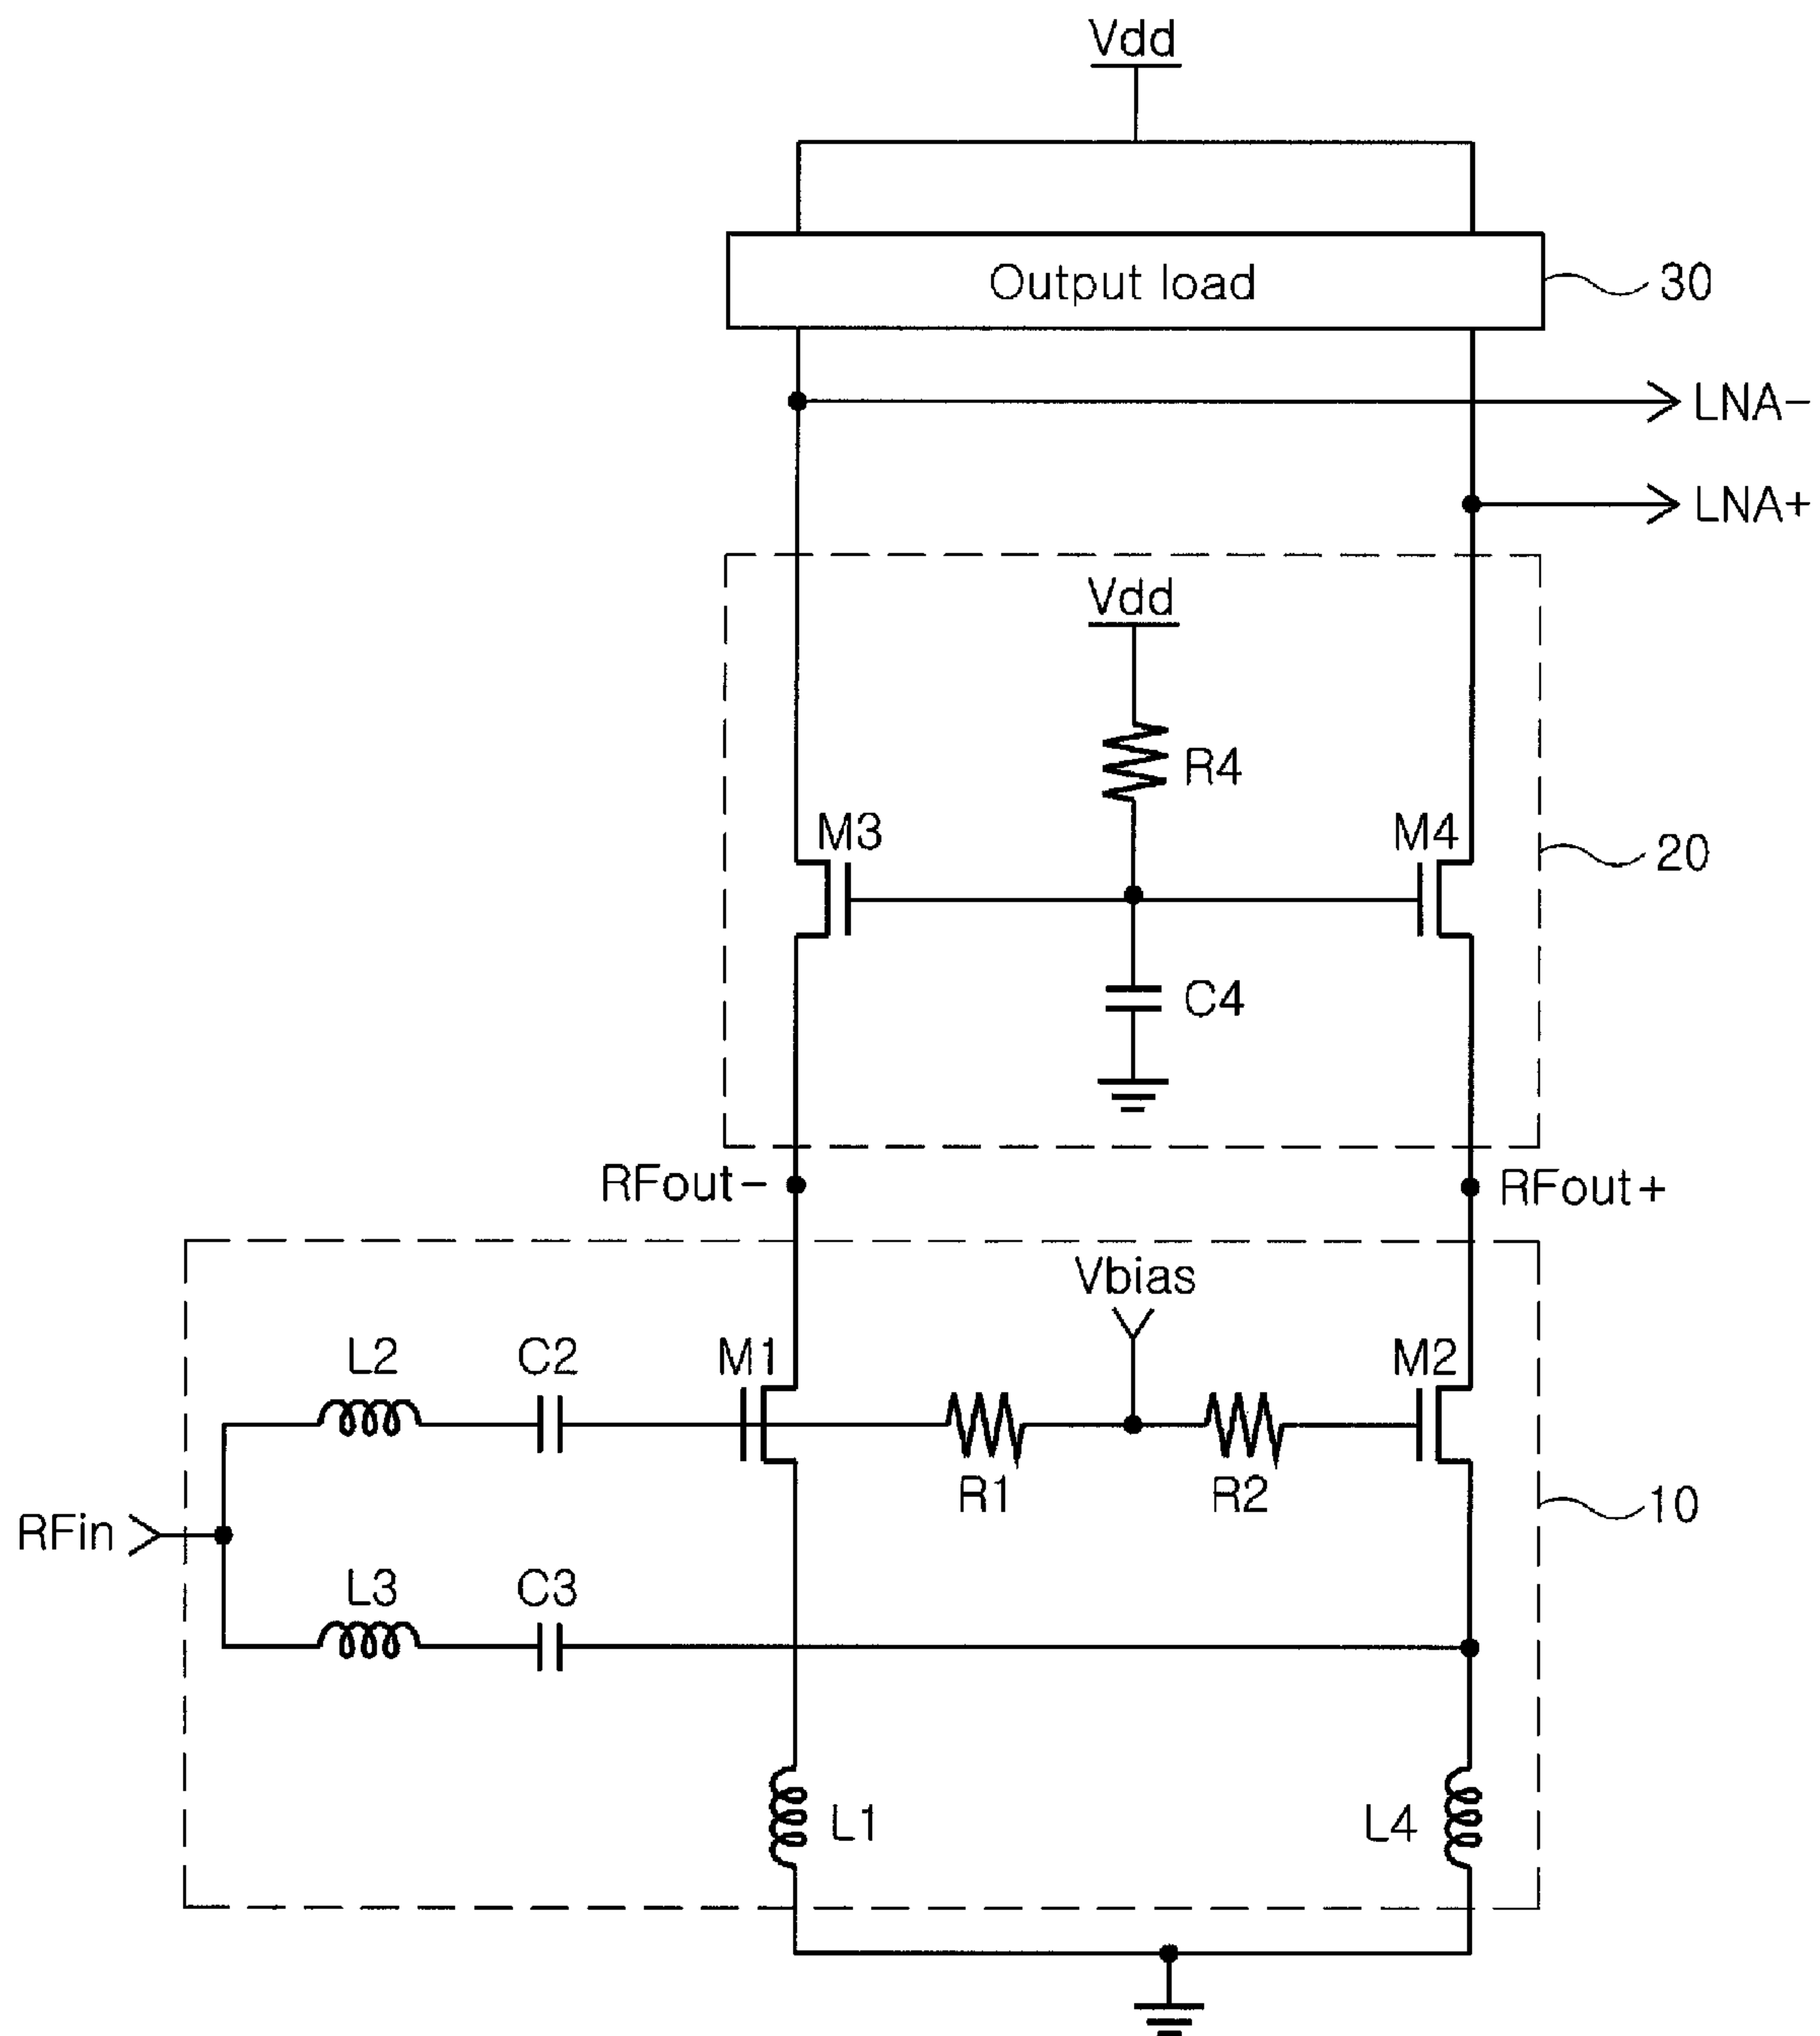 Vdd
Output load
30
LNA-
LNA+
Vdd
R4
M3
M4
20
C4
RFout-
RFout+
Vbias
L2
C2
M1
M2
R1
R2
10
RFin
L3
C3
L1
L4